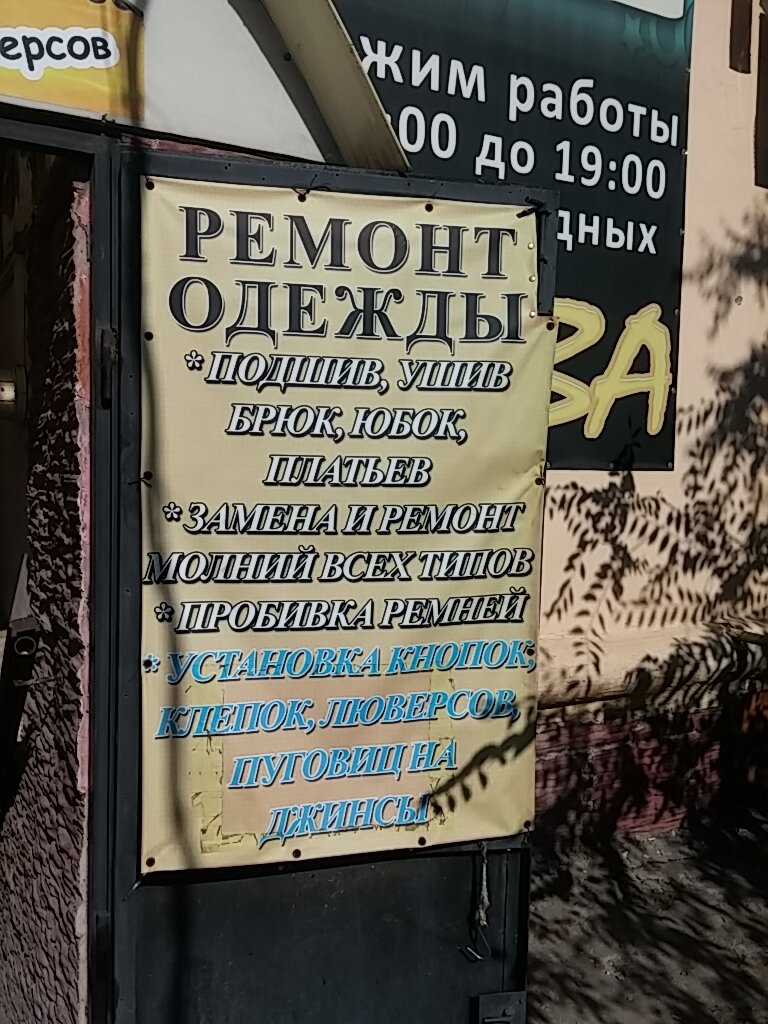 ерсов
жим работы
:00 до 19:00
дных
ВА
РЕМОНТ
ОДЕЖДЫ
* ПОДШИВ, УШИВ
БРЮК, ЮБОК,
ПЛАТЬЕВ
* ЗАМЕНА И РЕМОНТ
МОЛНИЙ ВСЕХ ТИПОВ
* ПРОБИВКА РЕМНЕЙ
* УСТАНОВКА КНОПОК,
КЛЕПОК, ЛЮВЕРСОВ,
ПУГОВИЦ НА
ДЖИНСЫ